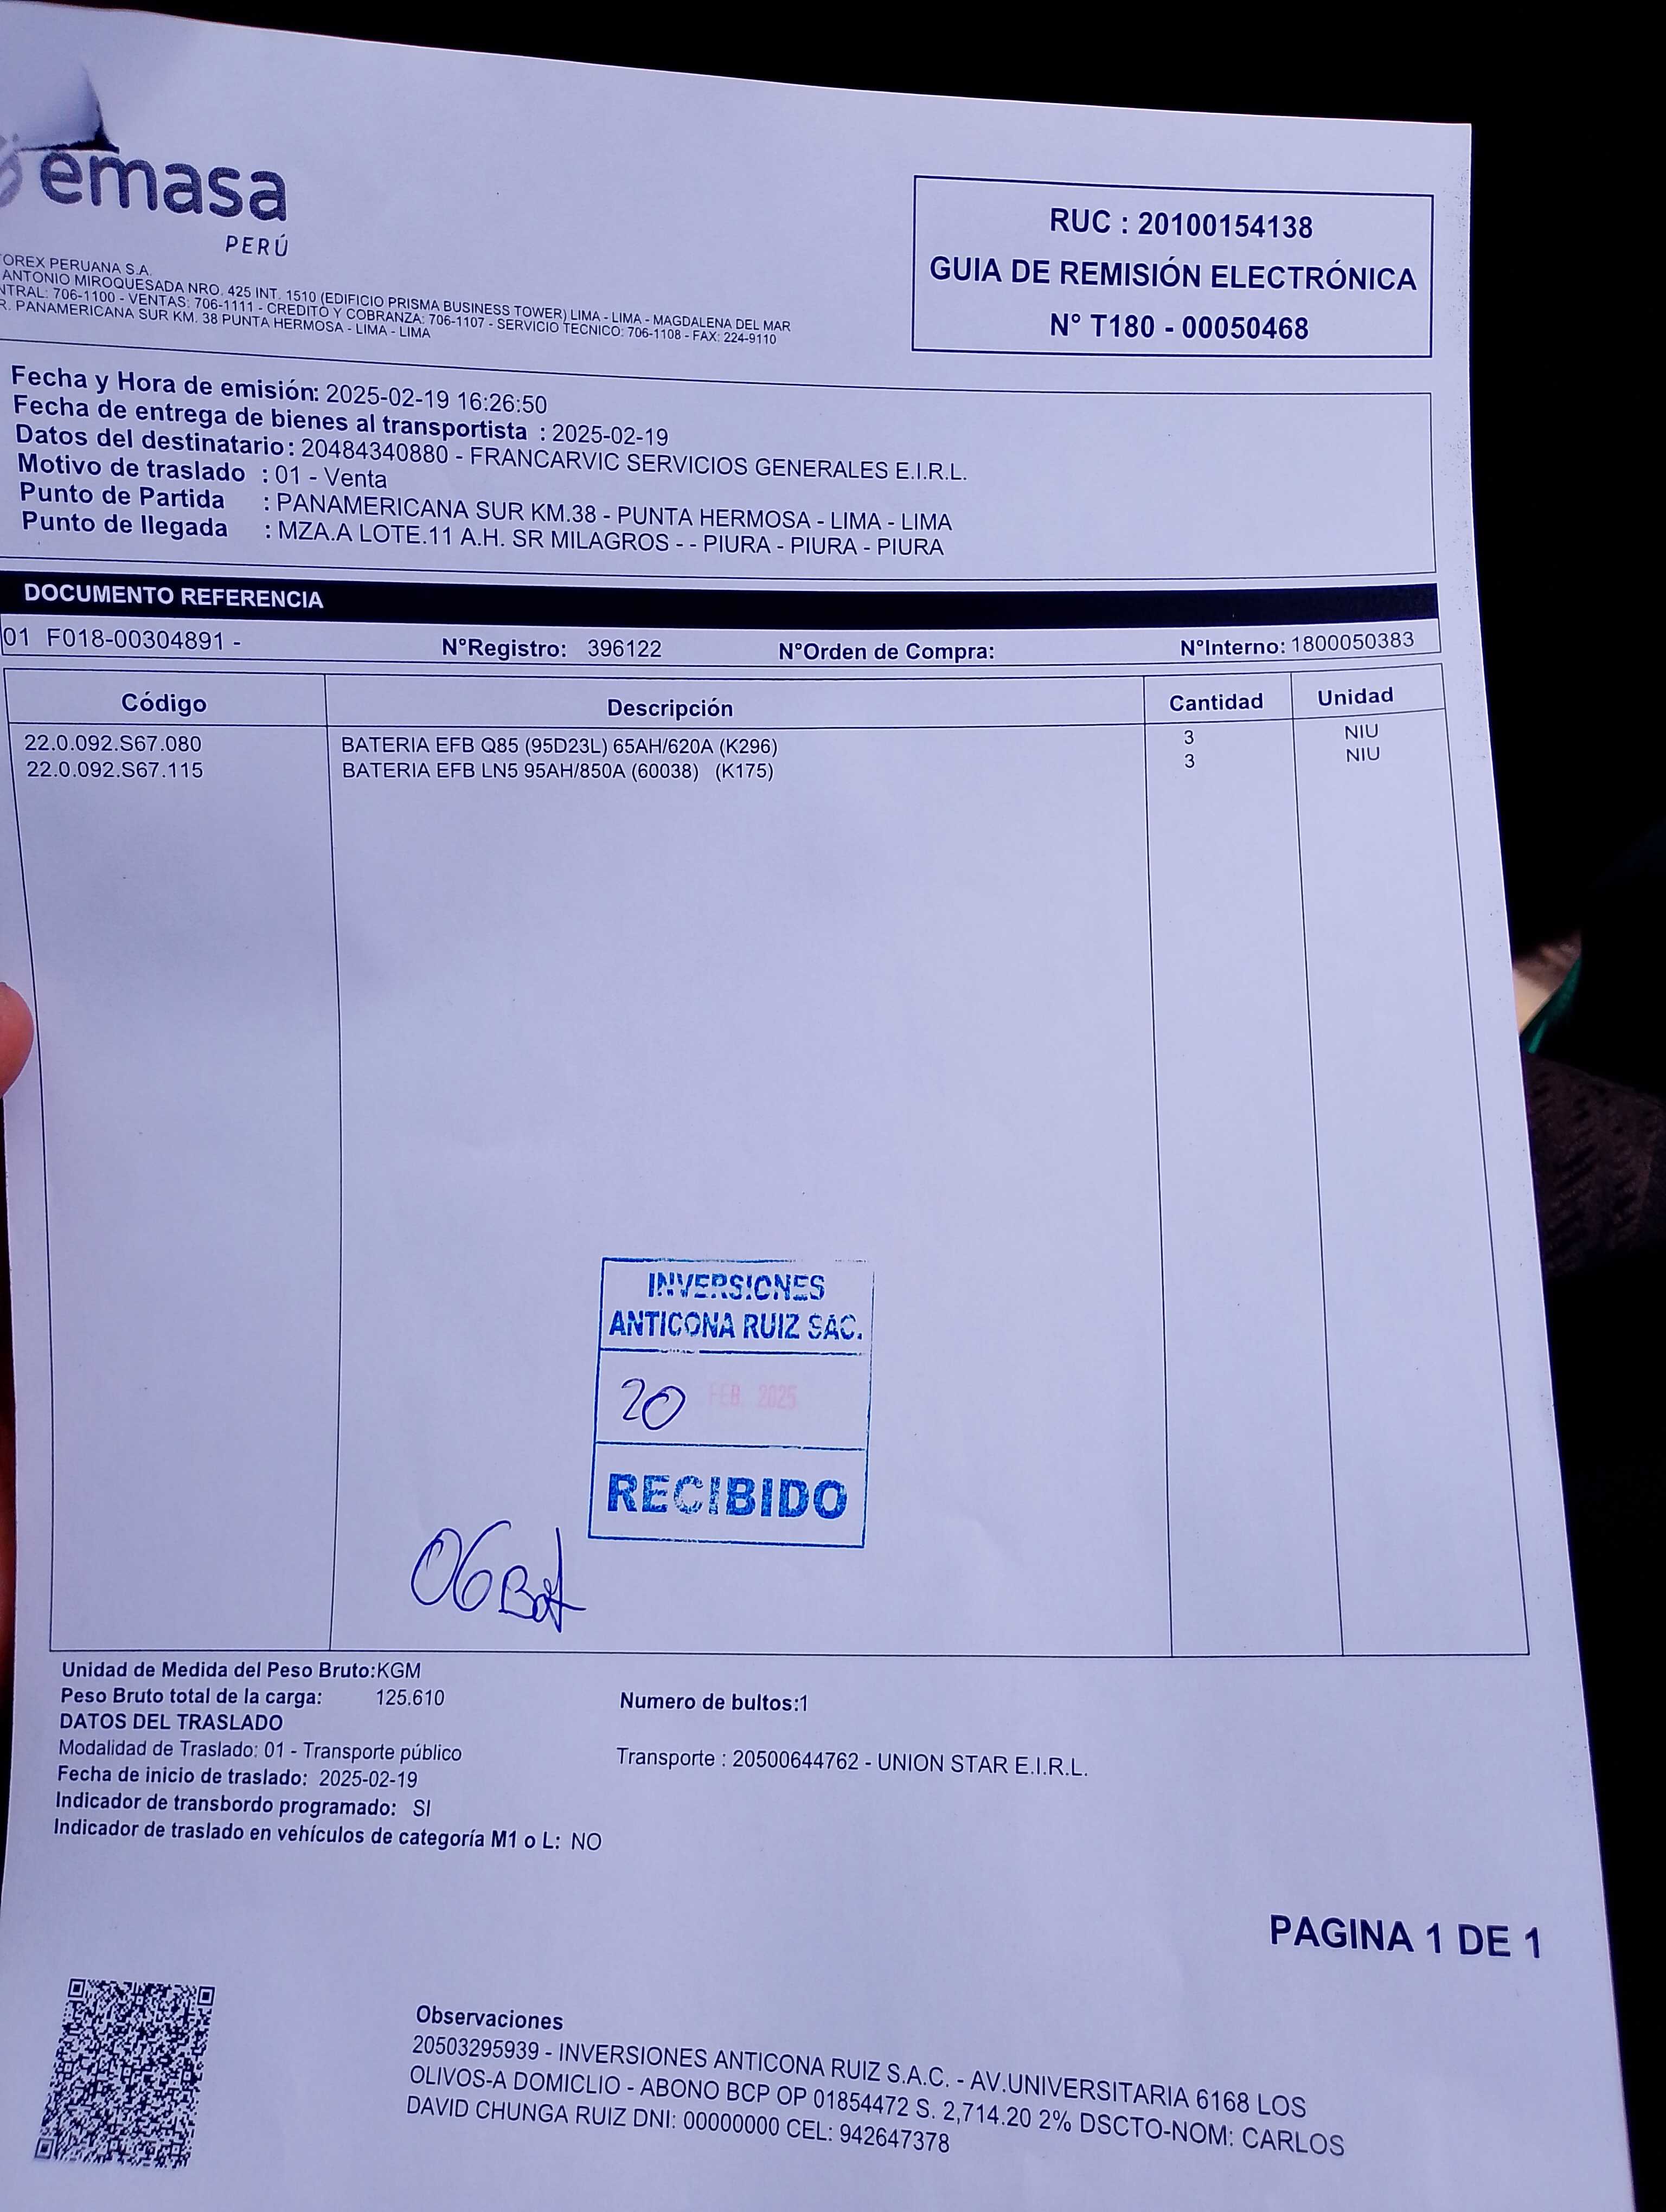 emasa
PERÚ
OREX PERUANA S.A.
ANTONIO MIROQUESADA NRO. 425 INT. 1510 (EDIFICIO PRISMA BUSINESS TOWER) LIMA - LIMA - MAGDALENA DEL MAR
NTRAL: 706-1100 - VENTAS: 706-1111 - CREDITO Y COBRANZA: 706-1107 - SERVICIO TECNICO: 706-1108 - FAX: 224-9110
R. PANAMERICANA SUR KM. 38 PUNTA HERMOSA - LIMA - LIMA
RUC : 20100154138
GUIA DE REMISIÓN ELECTRÓNICA
N° T180 - 00050468
Fecha y Hora de emisión: 2025-02-19 16:26:50
Fecha de entrega de bienes al transportista : 2025-02-19
Datos del destinatario: 20484340880 - FRANCARVIC SERVICIOS GENERALES E.I.R.L.
Motivo de traslado : 01 - Venta
Punto de Partida : PANAMERICANA SUR KM.38 - PUNTA HERMOSA - LIMA - LIMA
Punto de llegada : MZA.A LOTE.11 A.H. SR MILAGROS - - PIURA - PIURA - PIURA
DOCUMENTO REFERENCIA
01 F018-00304891 - N°Registro: 396122 N°Orden de Compra: N°Interno: 1800050383
Código Descripción Cantidad Unidad
22.0.092.S67.080 BATERIA EFB Q85 (95D23L) 65AH/620A (K296) 3 NIU
22.0.092.S67.115 BATERIA EFB LN5 95AH/850A (60038) (K175) 3 NIU
INVERSIONES
ANTICONA RUIZ SAC.
20 FEB. 2025
RECIBIDO
06 Bat
Unidad de Medida del Peso Bruto:KGM
Peso Bruto total de la carga: 125.610 Numero de bultos:1
DATOS DEL TRASLADO
Modalidad de Traslado: 01 - Transporte público Transporte : 20500644762 - UNION STAR E.I.R.L.
Fecha de inicio de traslado: 2025-02-19
Indicador de transbordo programado: SI
Indicador de traslado en vehículos de categoría M1 o L: NO
PAGINA 1 DE 1
Observaciones
20503295939 - INVERSIONES ANTICONA RUIZ S.A.C. - AV.UNIVERSITARIA 6168 LOS
OLIVOS-A DOMICLIO - ABONO BCP OP 01854472 S. 2,714.20 2% DSCTO-NOM: CARLOS
DAVID CHUNGA RUIZ DNI: 00000000 CEL: 942647378